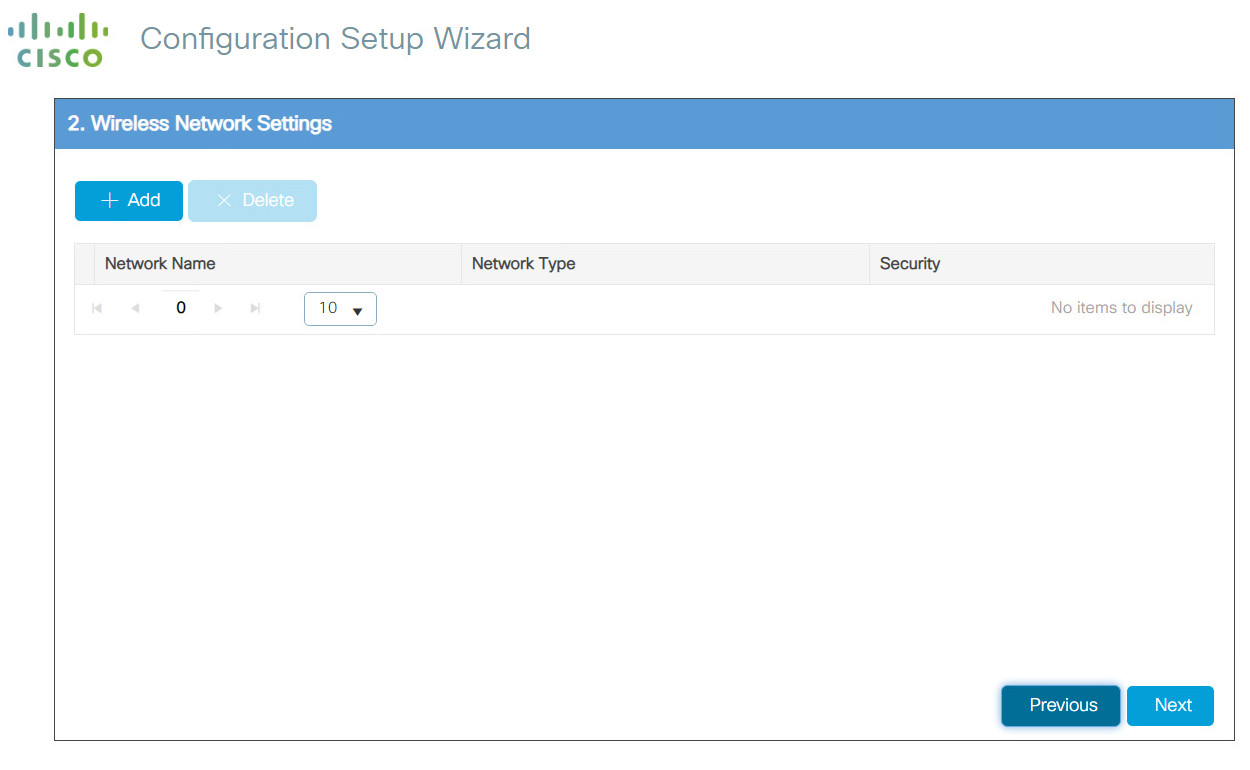 CISCO
Configuration Setup Wizard
2. Wireless Network Settings
Add Delete
Network Name Network Type Security
0 10 No items to display
Previous Next